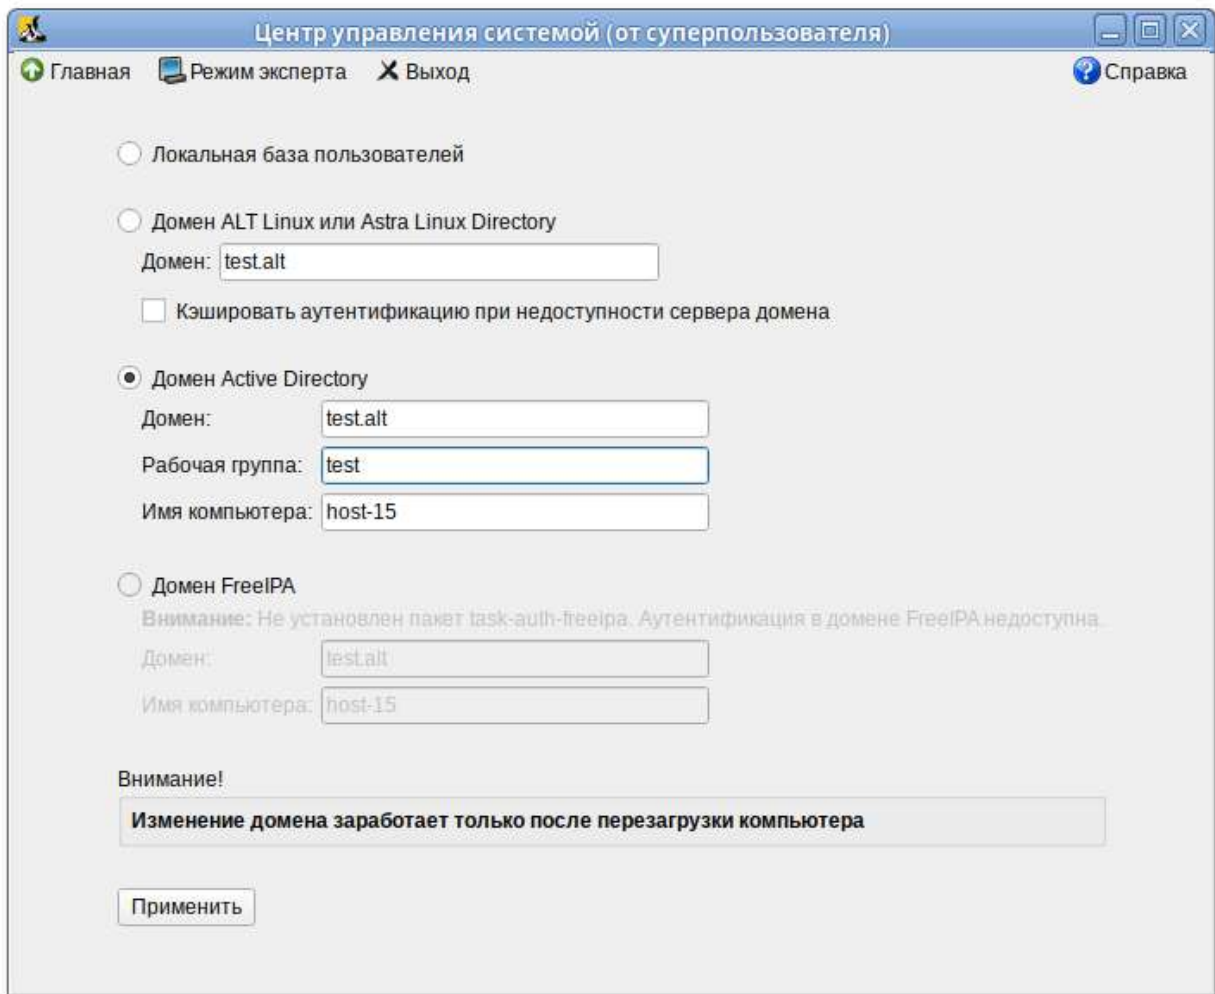 Центр управления системой (от суперпользователя)
Главная Режим эксперта Выход Справка
Локальная база пользователей
Домен ALT Linux или Astra Linux Directory
Домен: test.alt
Кэшировать аутентификацию при недоступности сервера домена
Домен Active Directory
Домен: test.alt
Рабочая группа: test
Имя компьютера: host-15
Домен FreeIPA
Внимание: Не установлен пакет task-auth-freeipa. Аутентификация в домене FreeIPA недоступна.
Домен: test.alt
Имя компьютера: host-15
Внимание!
Изменение домена заработает только после перезагрузки компьютера
Применить